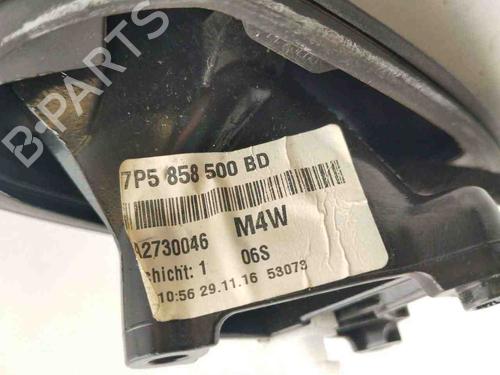 B-PARTS
7P5 858 500 BD
A2730046 M4W
chicht: 1 06S
10:56 29.11.16 53073